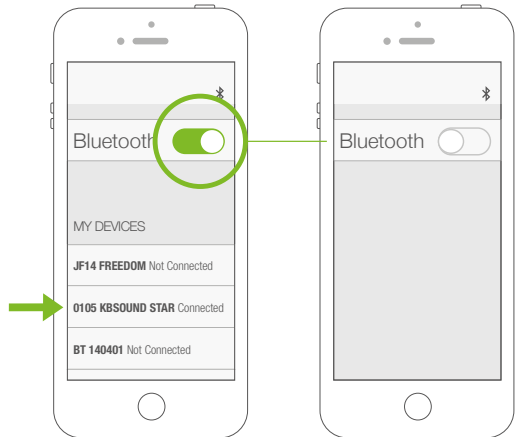 Bluetooth
MY DEVICES
JF14 FREEDOM Not Connected
0105 KBSOUND STAR Connected
BT 140401 Not Connected
Bluetooth